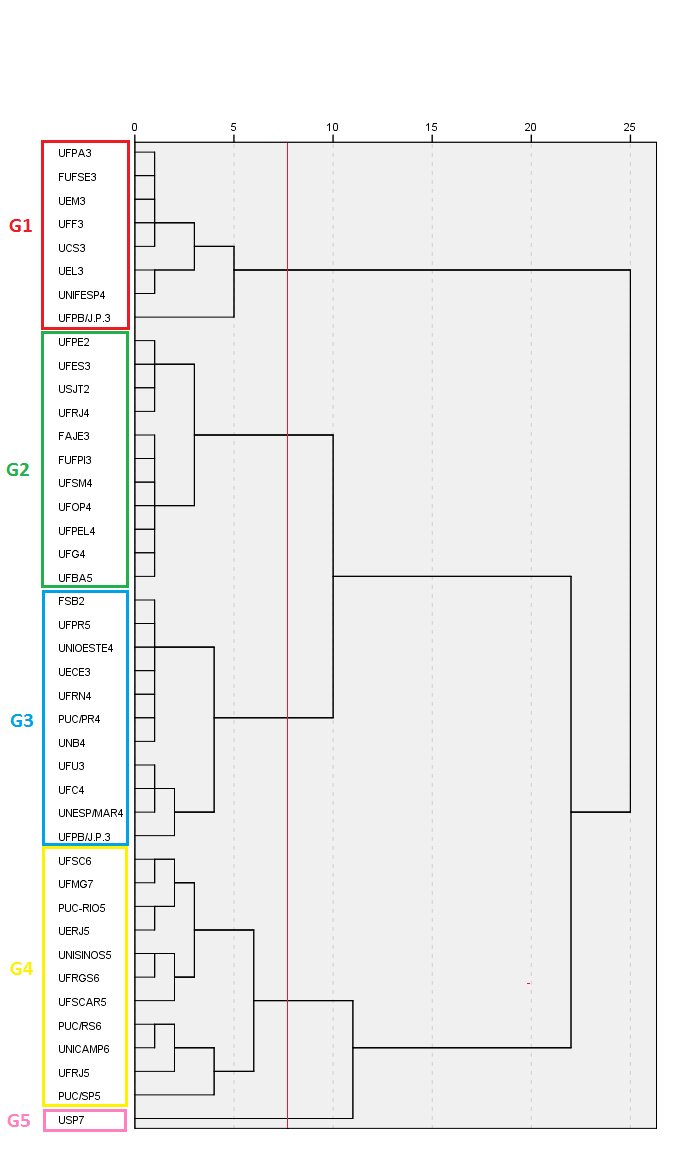 0 5 10 15 20 25
UFPA3
FUFSE3
UEM3
G1 UFF3
UCS3
UEL3
UNIFESP4
UFPB/J.P.3
UFPE2
UFES3
USJT2
UFRJ4
FAJE3
FUFPI3
G2
UFSM4
UFOP4
UFPEL4
UFG4
UFBA5
FSB2
UFPR5
UNIOESTE4
UECE3
UFRN4
G3 PUC/PR4
UNB4
UFU3
UFC4
UNESP/MAR4
UFPB/J.P.3
UFSC6
UFMG7
PUC-RIO5
UERJ5
UNISINOS5
G4
UFRGS6
UFSCAR5
PUC/RS6
UNICAMP6
UFRJ5
PUC/SP5
G5 USP7